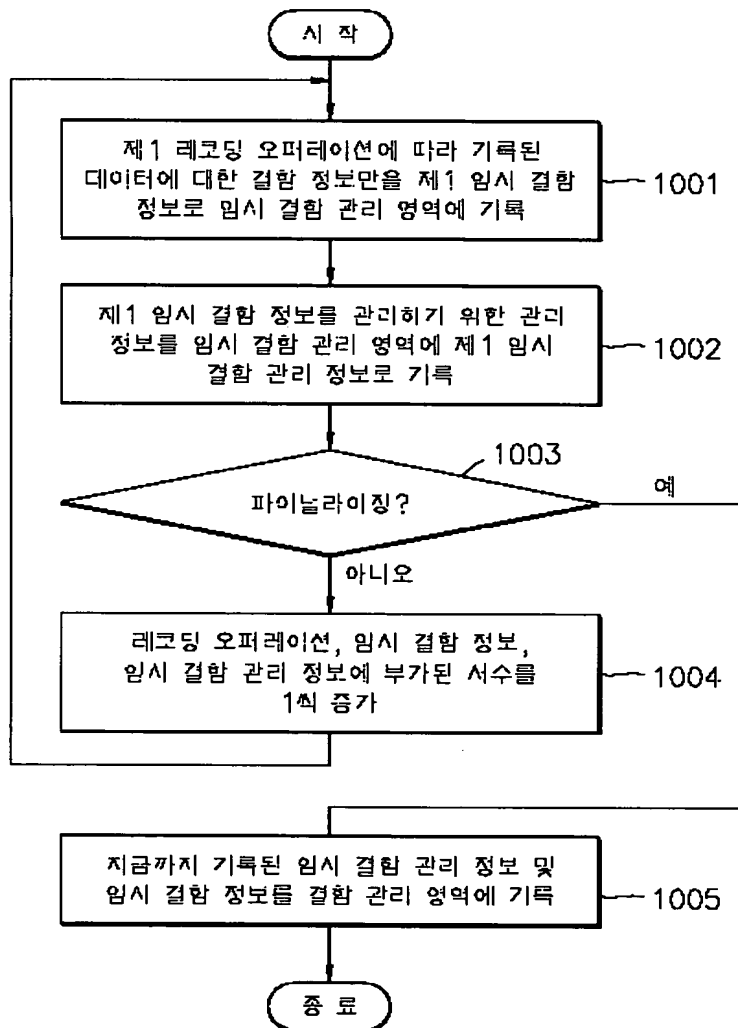 시 작
제1 레코딩 오퍼레이션에 따라 기록된
데이터에 대한 결함 정보만을 제1 임시 결함
정보로 임시 결함 관리 영역에 기록
1001
제1 임시 결함 정보를 관리하기 위한 관리
정보를 임시 결함 관리 영역에 제1 임시
결함 관리 정보로 기록
1002
1003
파이널라이징?
예
아니오
레코딩 오퍼레이션, 임시 결함 정보,
임시 결함 관리 정보에 부가된 서수를
1씩 증가
1004
지금까지 기록된 임시 결함 관리 정보 및
임시 결함 정보를 결함 관리 영역에 기록
1005
종 료